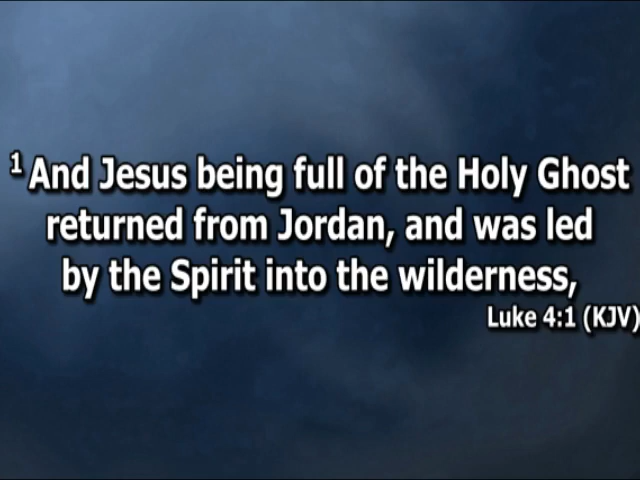 1 And Jesus being full of the Holy Ghost
returned from Jordan, and was led
by the Spirit into the wilderness,
Luke 4:1 (KJV)